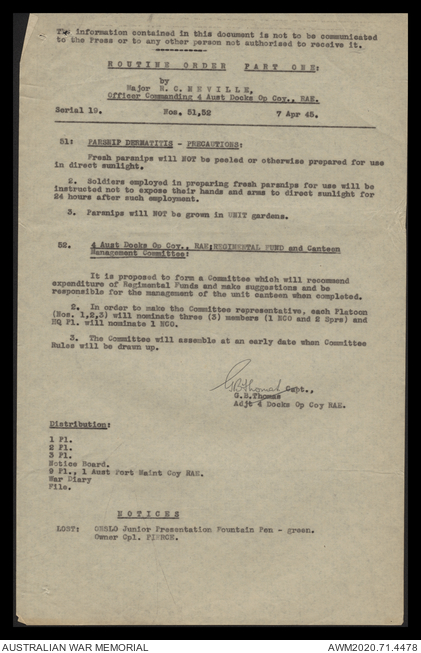 The information contained in this document is not to be communicated
to the Press or to any other person not authorised to receive it.
ROUTINE ORDER PART ONE:
by
Major N. C. NEVILLE,
Officer Commanding 4 Aust Docks Op Coy., RAE.
Serial 19. Nos. 51,52 7 Apr 45.
51: PARSNIP DERMATITIS - PRECAUTIONS:
Fresh parsnips will NOT be peeled or otherwise prepared for use
in direct sunlight.
2. Soldiers employed in preparing fresh parsnips for use will be
instructed not to expose their hands and arms to direct sunlight for
24 hours after such employment.
3. Parsnips will NOT be grown in UNIT gardens.
52. 4 Aust Docks Op Coy., RAE:REGIMENTAL FUND and Canteen
Management Committee:
It is proposed to form a Committee which will recommend
expenditure of Regimental Funds and make suggestions and be
responsible for the management of the unit canteen when completed.
2. In order to make the Committee representative, each Platoon
(Nos. 1,2,3) will nominate three (3) members (1 NCO and 2 Sprs) and
HQ Pl. will nominate 1 NCO.
3. The Committee will assemble at an early date when Committee
Rules will be drawn up.
GBThomas Capt.,
G.B.Thomas
Adjt 4 Docks Op Coy RAE.
Distribution:
1 Pl.
2 Pl.
3 Pl.
Notice Board.
9 Pl., 1 Aust Port Maint Coy RAE.
War Diary
File.
NOTICES
LOST: Junior Presentation Fountain Pen - green.
Owner Cpl. PIERCE.
AUSTRALIAN WAR MEMORIAL
AWM2020.71.4478